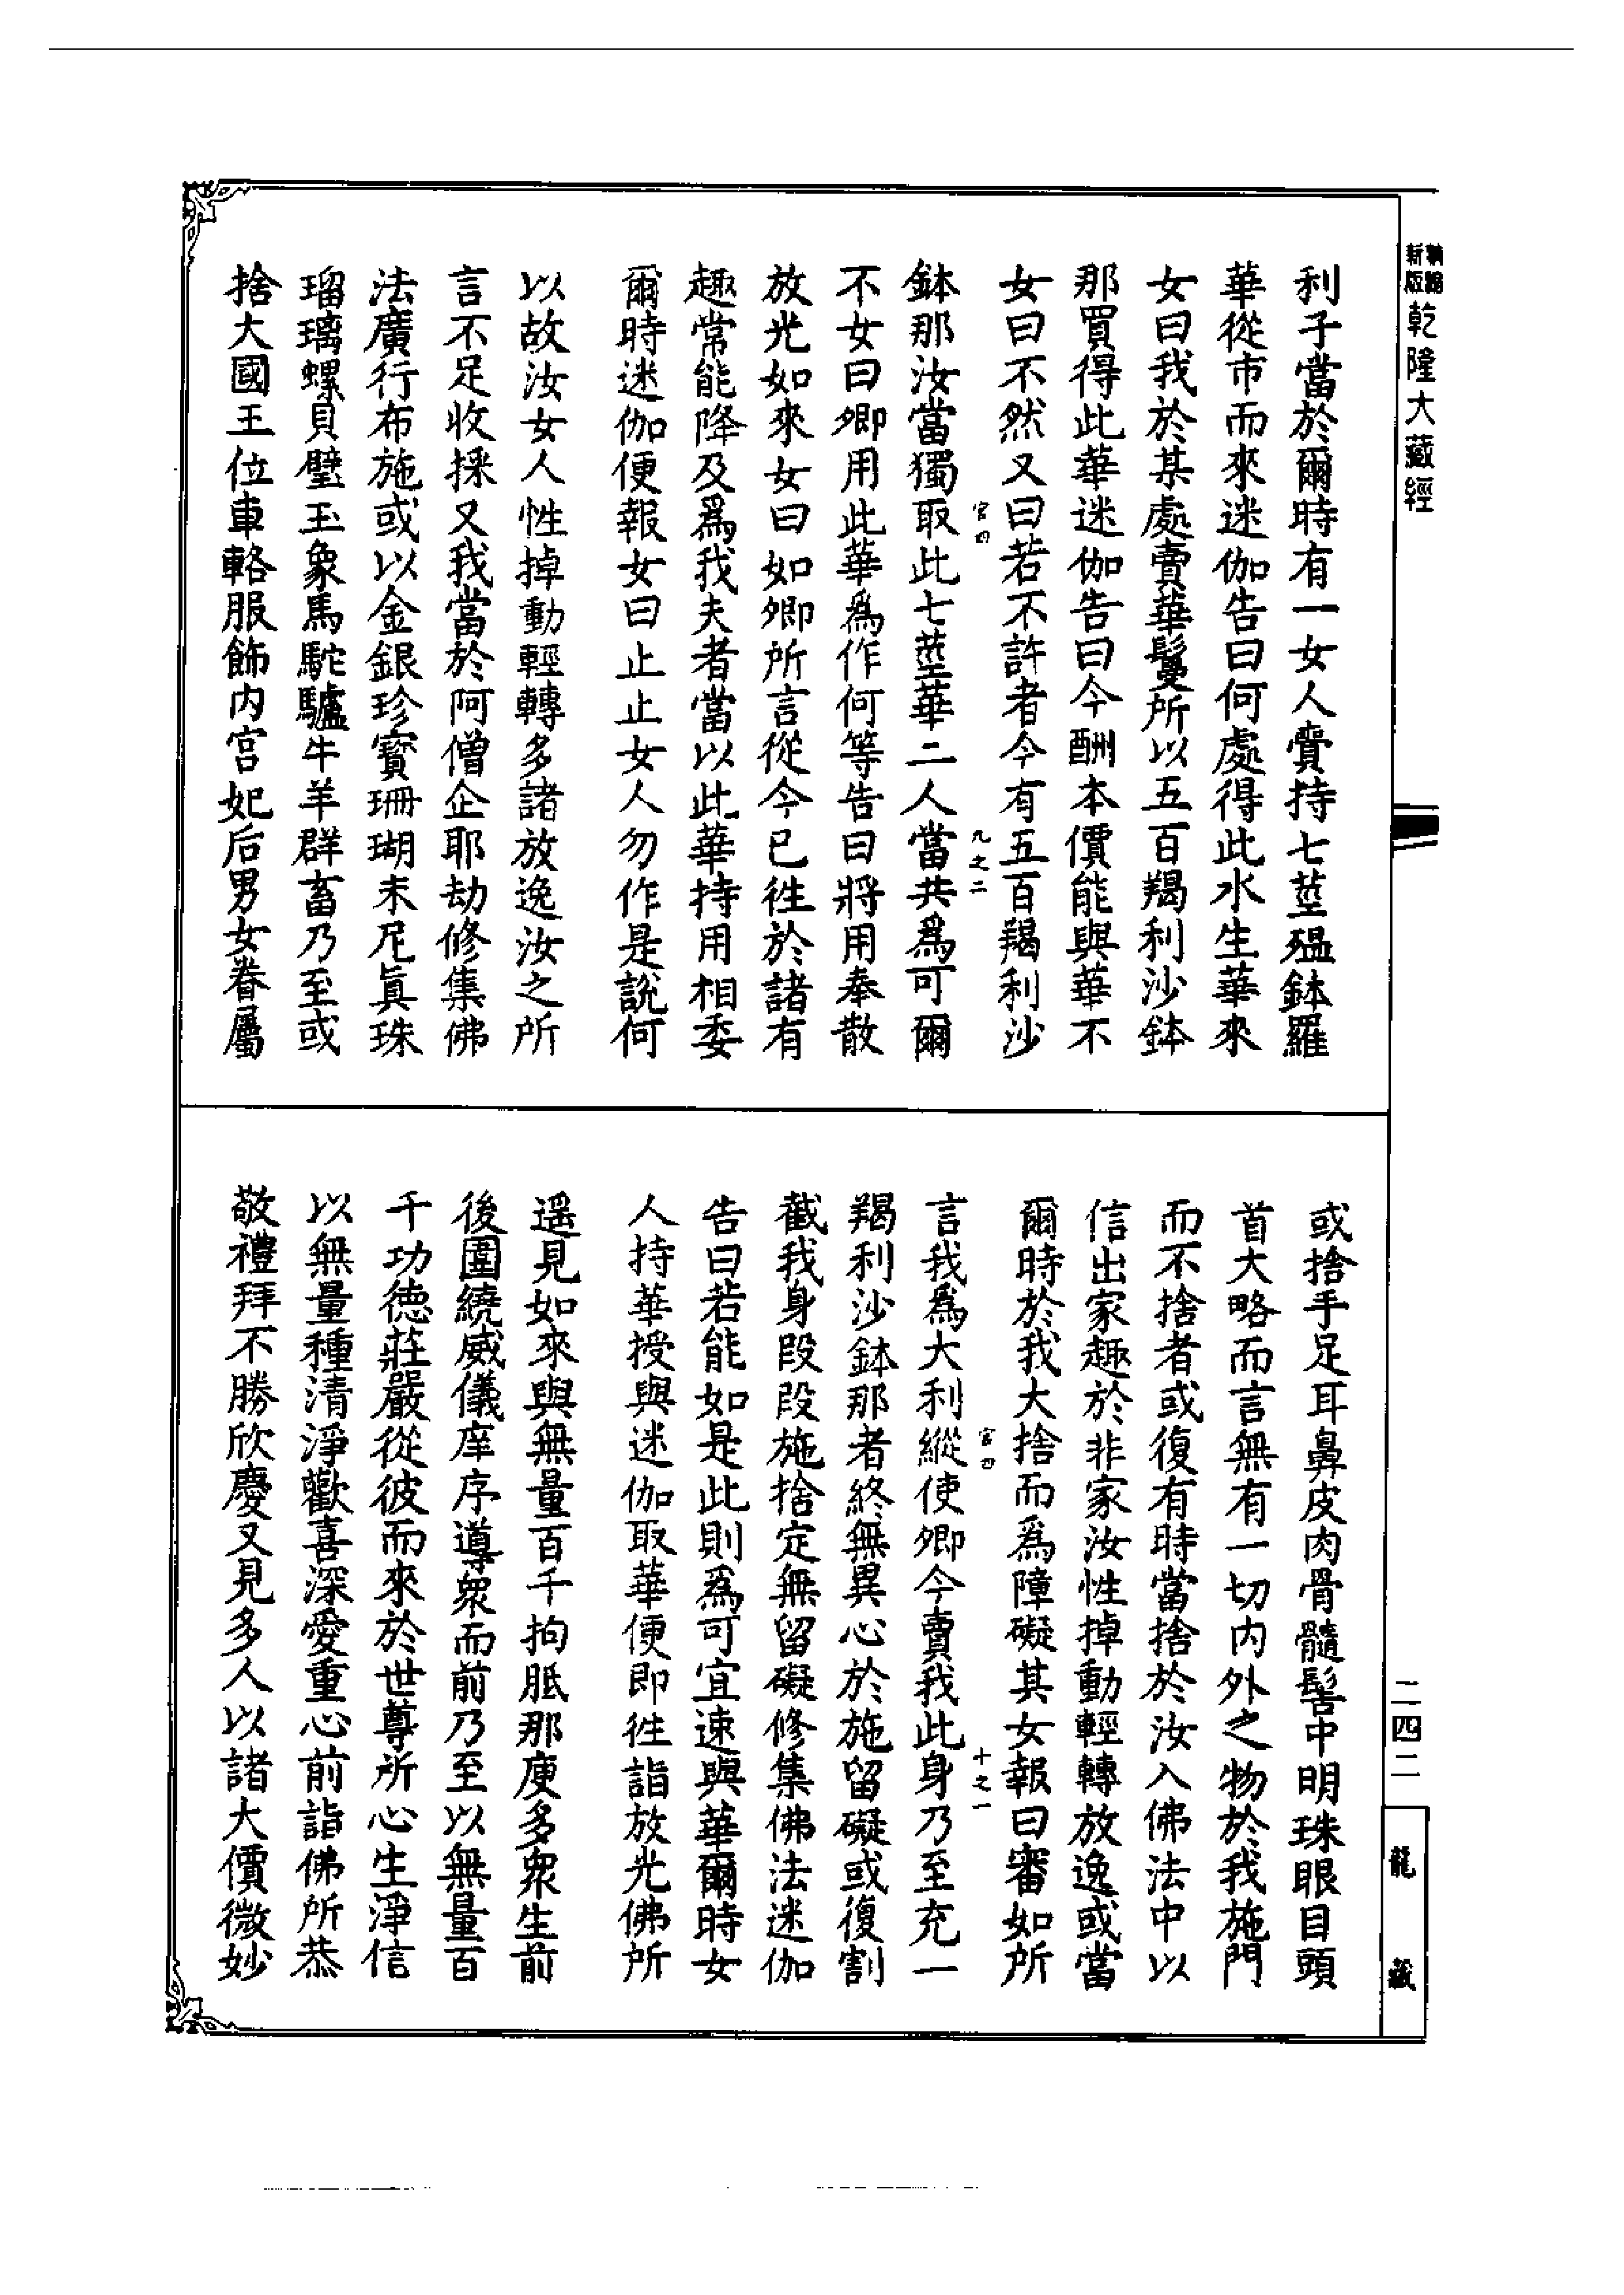 新編縮版乾隆大藏經
利子當於爾時有一女人賷持七莖殟鉢羅
華從市而來迷伽告曰何處得此水生華來
女曰我於某處賣華鬘所以五百羯利沙鉢
那買得此華迷伽告曰今酬本價能與華不
女曰不然又曰若不許者今有五百羯利沙
宮四 九之二
鉢那汝當獨取此七莖華二人當共爲可爾
不女曰卿用此華爲作何等告曰將用奉散
放光如來女曰如卿所言從今已徃於諸有
趣常能降及爲我夫者當以此華持用相委
爾時迷伽便報女曰止止女人勿作是說何
以故汝女人性掉動輕轉多諸放逸汝之所
言不足收採又我當於阿僧企耶劫修集佛
法廣行布施或以金銀珍寶珊瑚末尼眞珠
瑠璃螺貝璧玉象馬駝驢牛羊群畜乃至或
捨大國王位車輅服飾内宫妃后男女眷屬
或捨手足耳鼻皮肉骨髓髻中明珠眼目頭
首大略而言無有一切内外之物於我施門
而不捨者或復有時當捨於汝入佛法中以
信出家趣於非家汝性掉動輕轉放逸或當
爾時於我大捨而爲障礙其女報曰審如所
宮四 十之一
言我爲大利縱使卿今賣我此身乃至充一
羯利沙鉢那者終無異心於施留礙或復割
截我身段段施捨定無留礙修集佛法迷伽
告曰若能如是此則爲可宜速與華爾時女
人持華授與迷伽取華便即徃詣放光佛所
遥見如來與無量百千拘胝那庾多衆生前
後圍繞威儀庠序導衆而前乃至以無量百
千功德莊嚴從彼而來於世尊所心生淨信
以無量種清淨歡喜深愛重心前詣佛所恭
敬禮拜不勝欣慶又見多人以諸大價微妙
二四二
龍藏